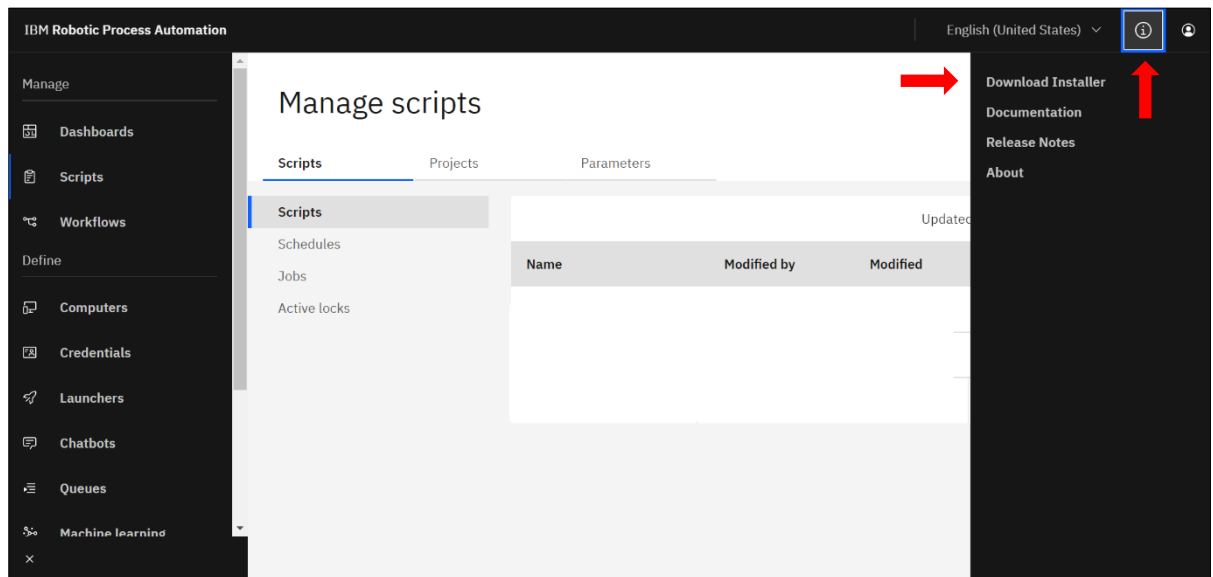 IBM Robotic Process Automation
English (United States)
Manage
Dashboards
Scripts
Workflows
Define
Computers
Credentials
Launchers
Chatbots
Queues
Machine learning
Manage scripts
Scripts Projects Parameters
Scripts
Schedules
Jobs
Active locks
Updated
Name Modified by Modified
Download Installer
Documentation
Release Notes
About